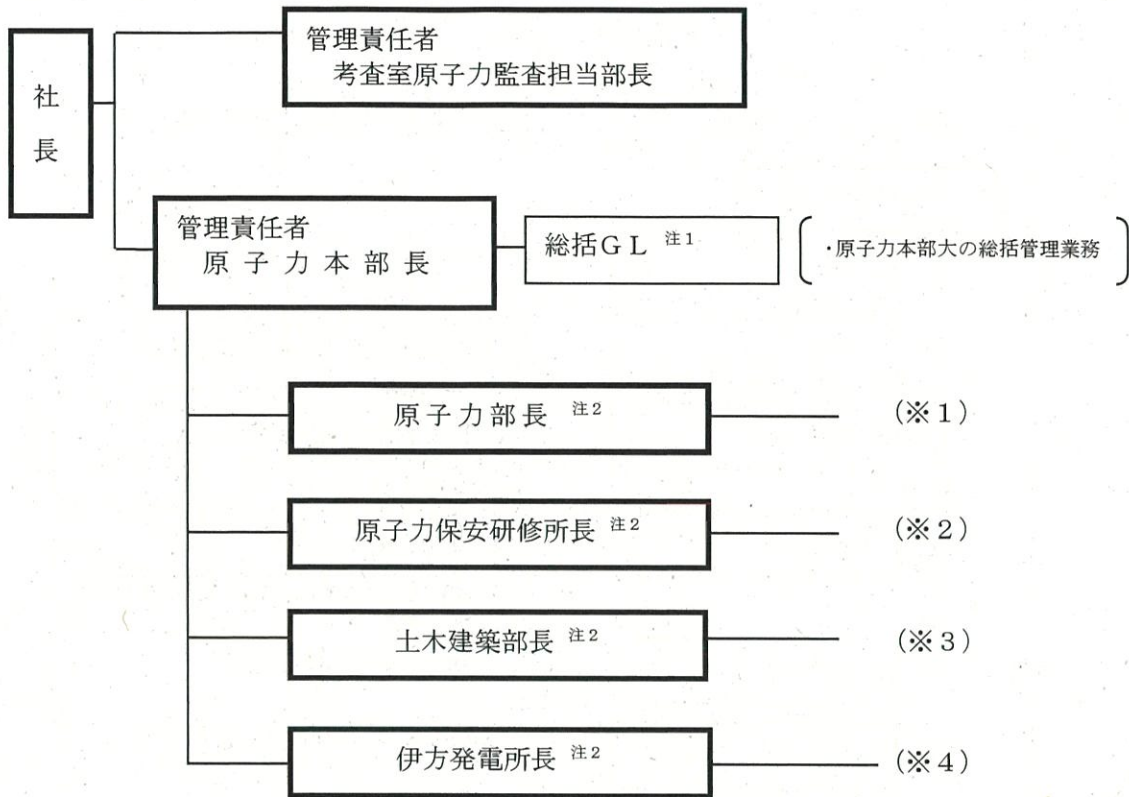 社
長
管理責任者
考査室原子力監査担当部長
管理責任者
原子力本部長
総括GL 注1
・原子力本部大の総括管理業務
原子力部長 注2
(※1)
原子力保安研修所長 注2
(※2)
土木建築部長 注2
(※3)
伊方発電所長 注2
(※4)